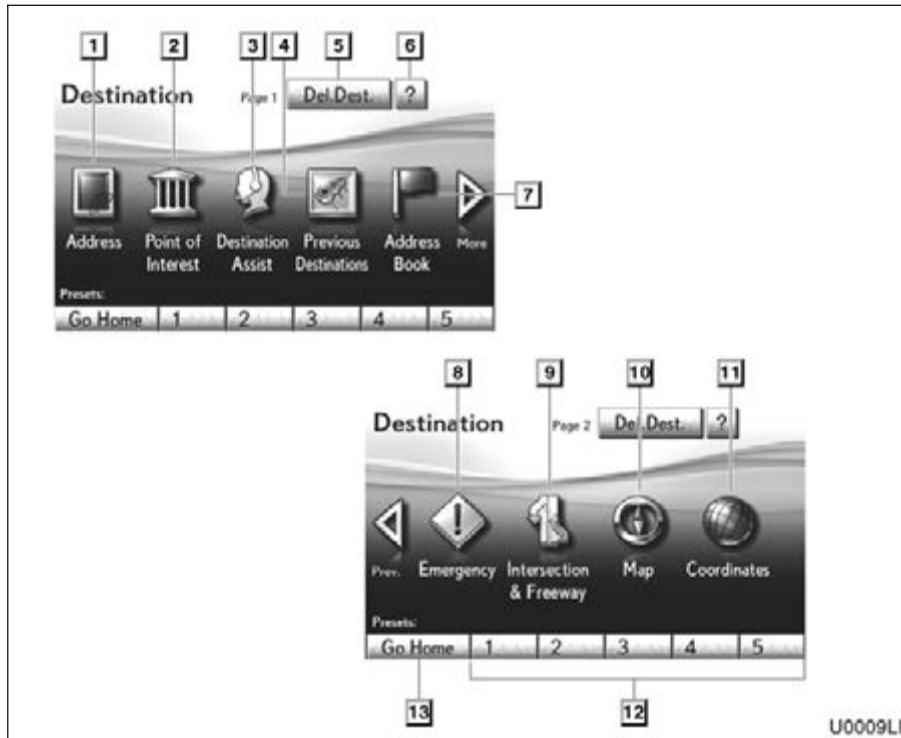 1 2 3 4 5 6
Destination Page 1 Del.Dest. ?
7
Address Point of Interest Destination Assist Previous Destinations Address Book More
Presets:
Go Home 1 2 3 4 5
8 9 10 11
Destination Page 2 Del.Dest. ?
Prev. Emergency Intersection & Freeway Map Coordinates
Presets:
Go Home 1 2 3 4 5
13 12
U0009LI